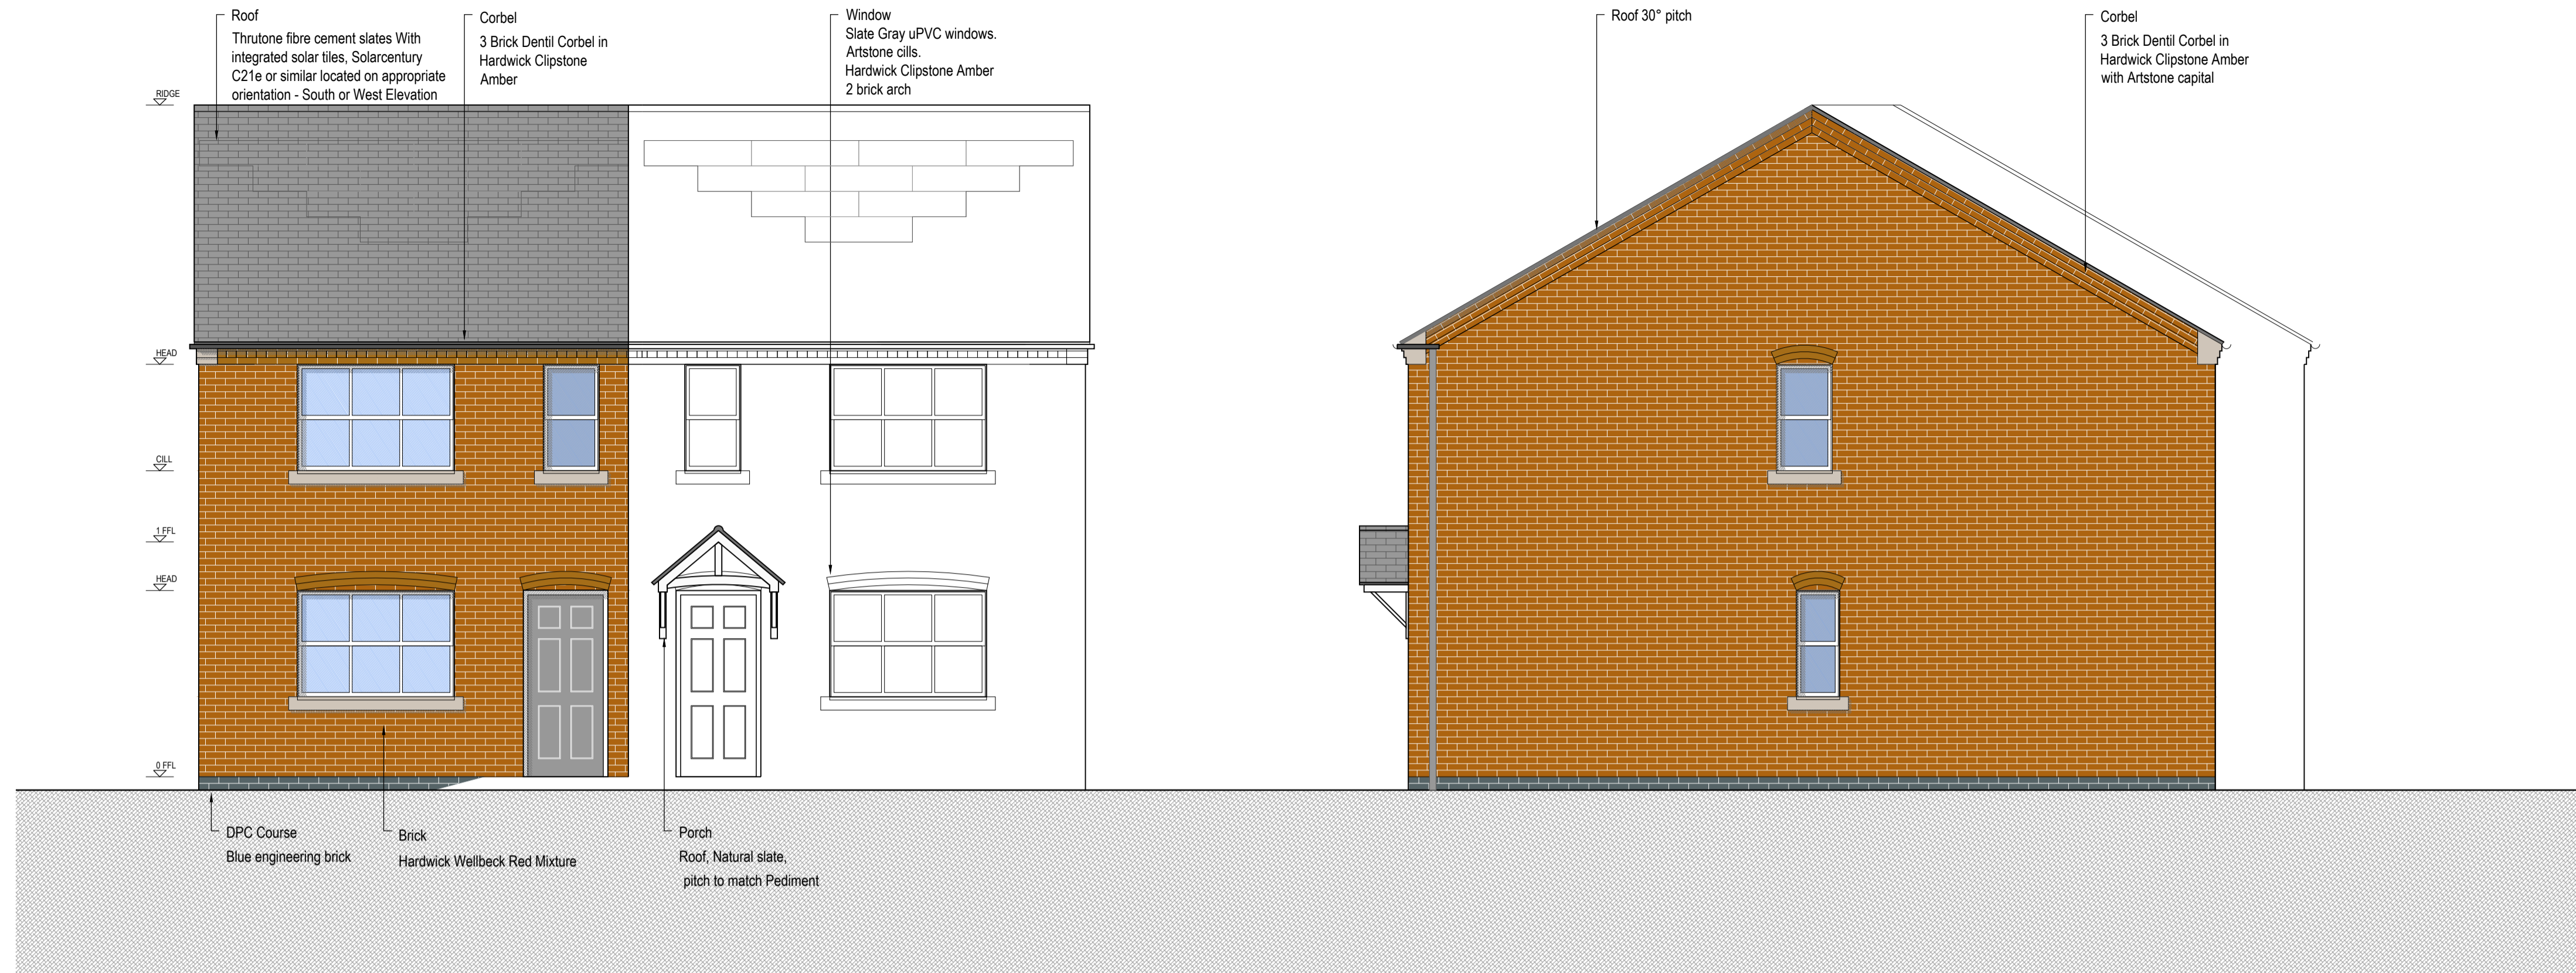 Roof
Thrutone fibre cement slates With
integrated solar tiles, Solarcentury
C21e or similar located on appropriate
orientation - South or West Elevation
Corbel
3 Brick Dentil Corbel in
Hardwick Clipstone
Amber
Window
Slate Gray uPVC windows.
Artstone cills.
Hardwick Clipstone Amber
2 brick arch
Roof 30° pitch
Corbel
3 Brick Dentil Corbel in
Hardwick Clipstone Amber
with Artstone capital
RIDGE
HEAD
CILL
1 FFL
HEAD
0 FFL
DPC Course
Blue engineering brick
Brick
Hardwick Wellbeck Red Mixture
Porch
Roof, Natural slate,
pitch to match Pediment